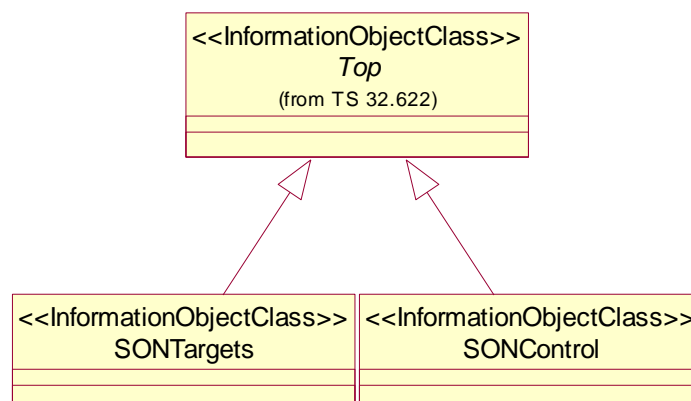 <<InformationObjectClass>>
Top
(from TS 32.622)
<<InformationObjectClass>>
SONTargets
<<InformationObjectClass>>
SONControl